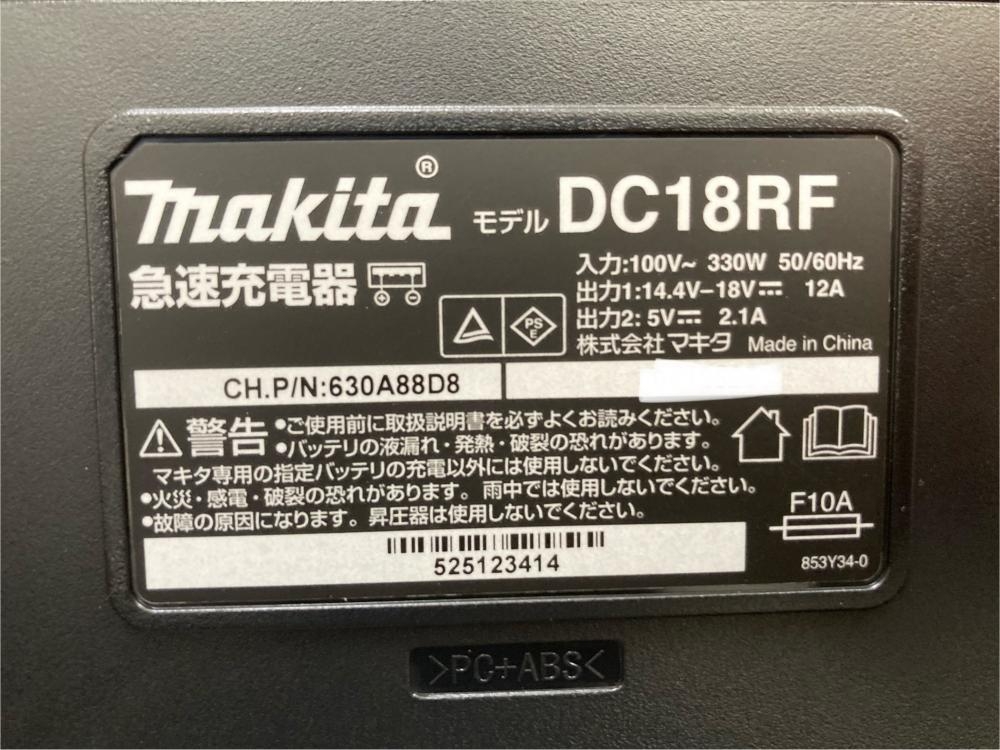 makita® モデル DC18RF
急速充電器
入力:100V~ 330W 50/60Hz
出力1:14.4V-18V⎓ 12A
出力2: 5V⎓ 2.1A
株式会社マキタ Made in China
PS
E
CH.P/N:630A88D8
警告 •ご使用前に取扱説明書を必ずよくお読みください。
•バッテリの液漏れ・発熱・破裂の恐れがあります。
マキタ専用の指定バッテリの充電以外には使用しないでください。
•火災・感電・破裂の恐れがあります。雨中では使用しないでください。
•故障の原因になります。昇圧器は使用しないでください。
F10A
853Y34-0
525123414
>PC+ABS<